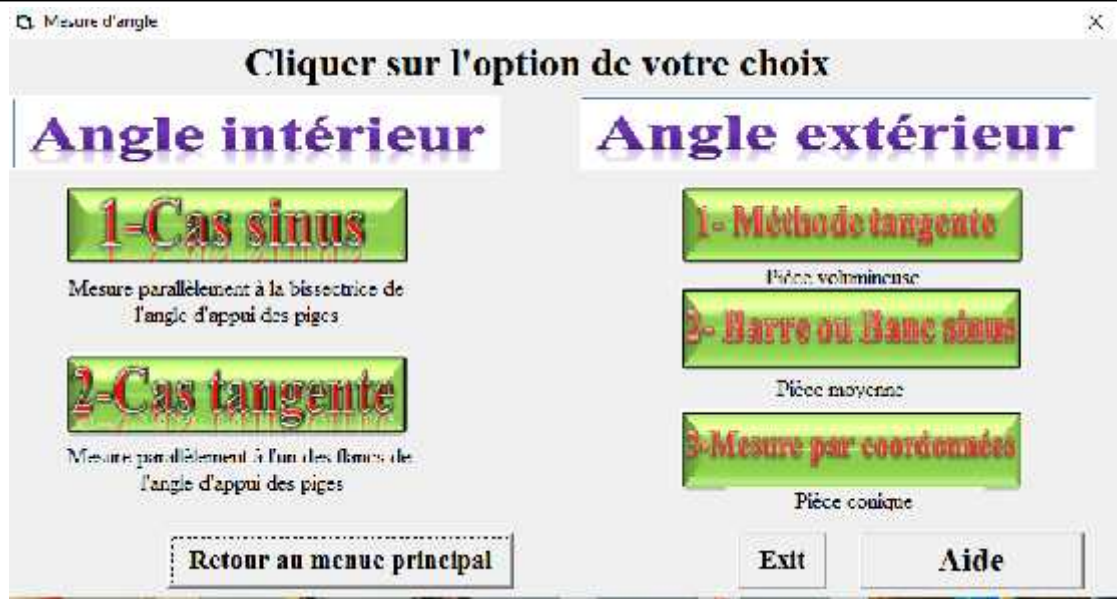 Mesure d'angle
Cliquer sur l'option de votre choix
Angle intérieur
Angle extérieur
1-Cas sinus
Mesure parallèlement à la bissectrice de
l'angle d'appui des piges
2-Cas tangente
Mesure parallèlement à l'un des flancs de
l'angle d'appui des piges
1- Méthode tangente
Pièce volumineuse
2- Barre ou Banc sinus
Pièce moyenne
3-Mesure par coordonnées
Pièce conique
Retour au menue principal
Exit
Aide